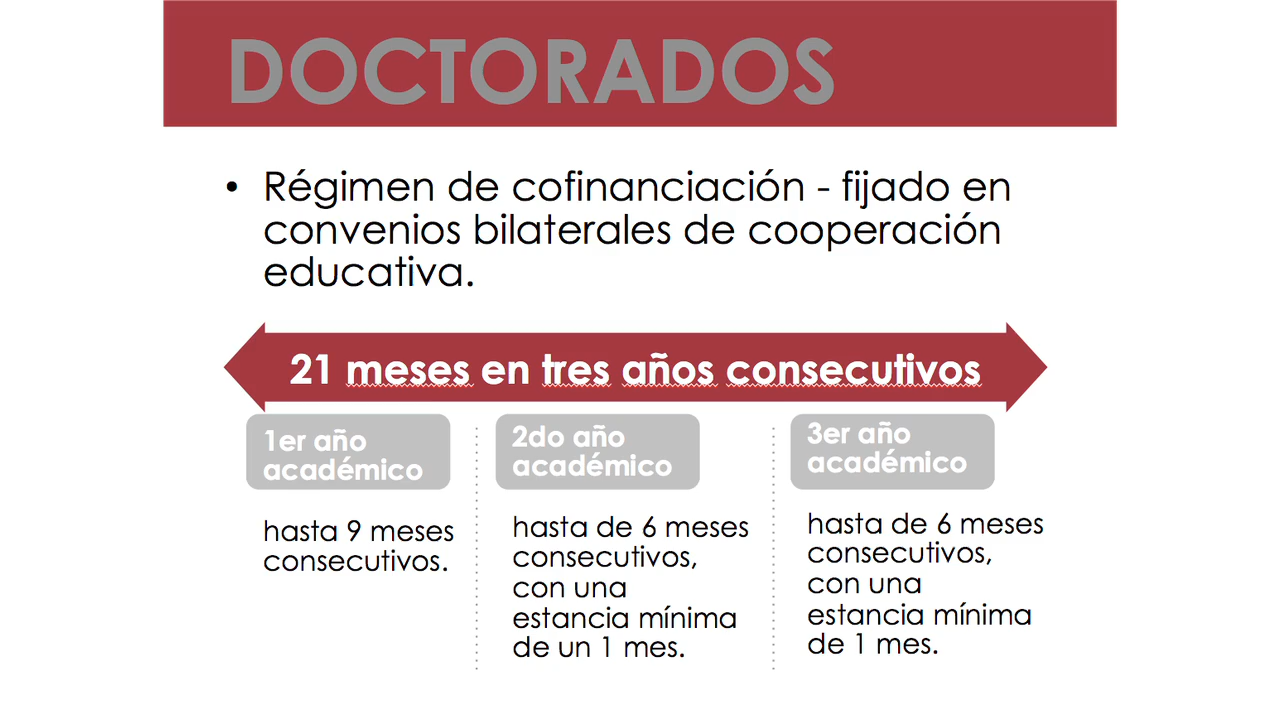 DOCTORADOS
• Régimen de cofinanciación - fijado en
convenios bilaterales de cooperación
educativa.
21 meses en tres años consecutivos
1er año
académico
hasta 9 meses
consecutivos.
2do año
académico
hasta de 6 meses
consecutivos,
con una
estancia mínima
de un 1 mes.
3er año
académico
hasta de 6 meses
consecutivos,
con una
estancia mínima
de 1 mes.